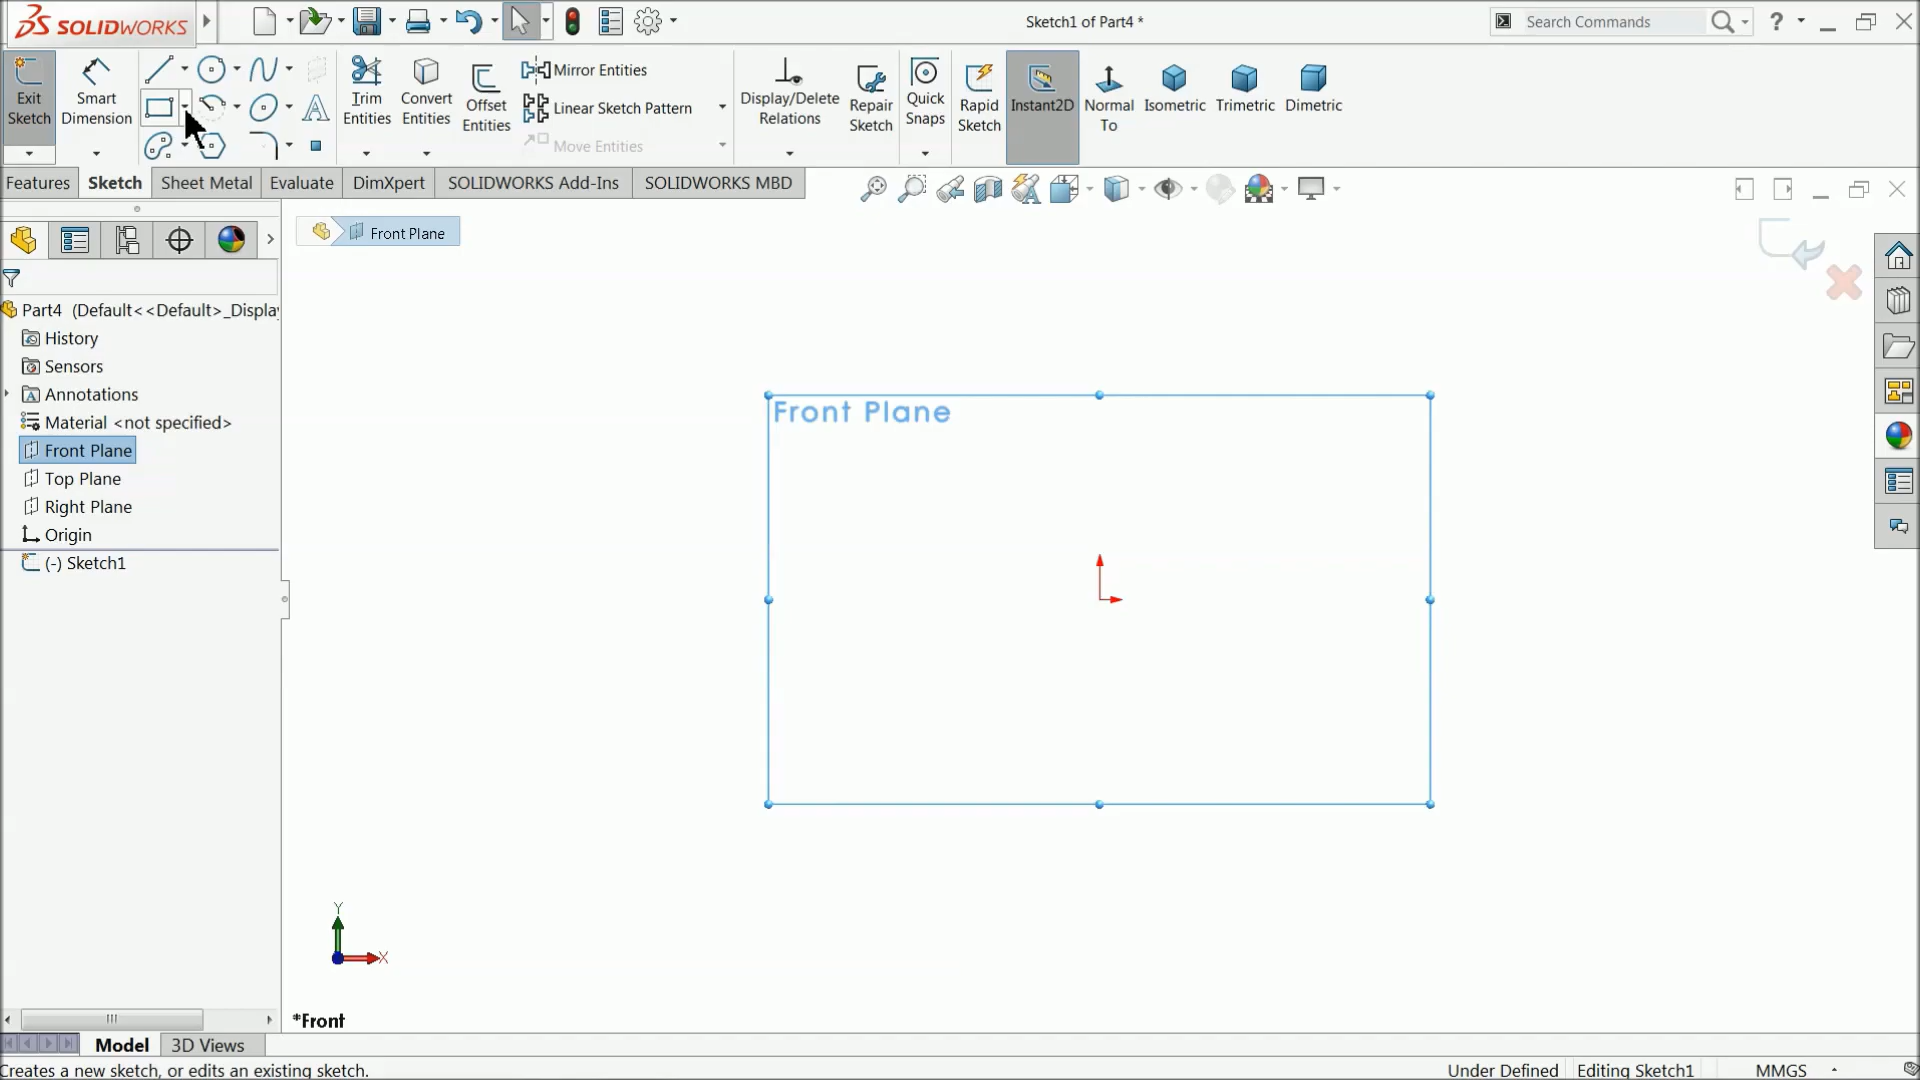 SOLIDWORKS
Sketch1 of Part4 *
Search Commands
?
Exit Sketch
Smart Dimension
Trim Entities
Convert Entities
Offset Entities
Mirror Entities
Linear Sketch Pattern
Move Entities
Display/Delete Relations
Repair Sketch
Quick Snaps
Rapid Sketch
Instant2D
Normal To
Isometric
Trimetric
Dimetric
Features
Sketch
Sheet Metal
Evaluate
DimXpert
SOLIDWORKS Add-Ins
SOLIDWORKS MBD
Front Plane
Part4 (Default<<Default>_Displa
History
Sensors
Annotations
Material <not specified>
Front Plane
Top Plane
Right Plane
Origin
(-) Sketch1
Front Plane
Y
X
*Front
Model
3D Views
Creates a new sketch, or edits an existing sketch.
Under Defined
Editing Sketch1
MMGS